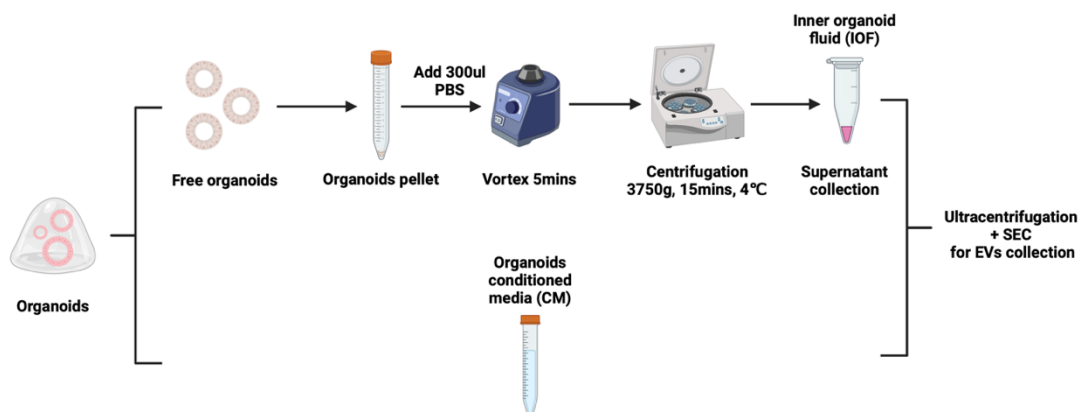 Inner organoid
fluid (IOF)
Add 300ul
PBS
Free organoids
Organoids pellet
Vortex 5mins
Centrifugation
3750g, 15mins, 4℃
Supernatant
collection
Organoids
Organoids
conditioned
media (CM)
Ultracentrifugation
+ SEC
for EVs collection